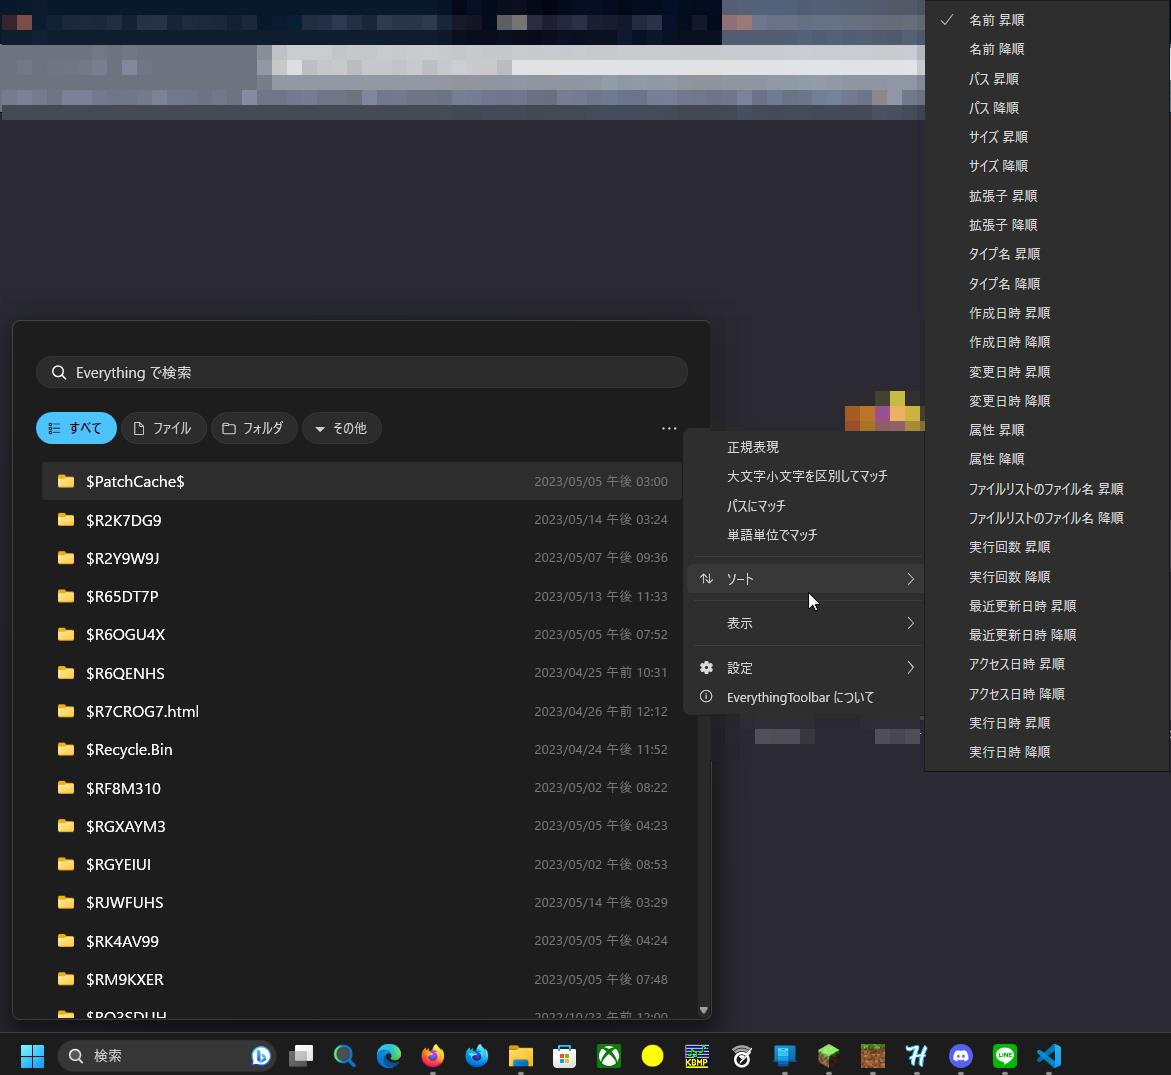 Everything で検索
すべて
ファイル
フォルダ
その他
$PatchCache$ 2023/05/05 午後 03:00
$R2K7DG9 2023/05/14 午後 03:24
$R2Y9W9J 2023/05/07 午後 09:36
$R65DT7P 2023/05/13 午後 11:33
$R6OGU4X 2023/05/05 午後 07:52
$R6QENHS 2023/04/25 午前 10:31
$R7CROG7.html 2023/04/26 午前 12:12
$Recycle.Bin 2023/04/24 午後 11:52
$RF8M310 2023/05/02 午後 08:22
$RGXAYM3 2023/05/05 午後 04:23
$RGYEIUI 2023/05/02 午後 08:53
$RJWFUHS 2023/05/14 午後 03:29
$RK4AV99 2023/05/05 午後 04:24
$RM9KXER 2023/05/05 午後 07:48
正規表現
大文字小文字を区別してマッチ
パスにマッチ
単語単位でマッチ
ソート
表示
設定
EverythingToolbar について
名前 昇順
名前 降順
パス 昇順
パス 降順
サイズ 昇順
サイズ 降順
拡張子 昇順
拡張子 降順
タイプ名 昇順
タイプ名 降順
作成日時 昇順
作成日時 降順
変更日時 昇順
変更日時 降順
属性 昇順
属性 降順
ファイルリストのファイル名 昇順
ファイルリストのファイル名 降順
実行回数 昇順
実行回数 降順
最近更新日時 昇順
最近更新日時 降順
アクセス日時 昇順
アクセス日時 降順
実行日時 昇順
実行日時 降順
検索
KBMP
LINE